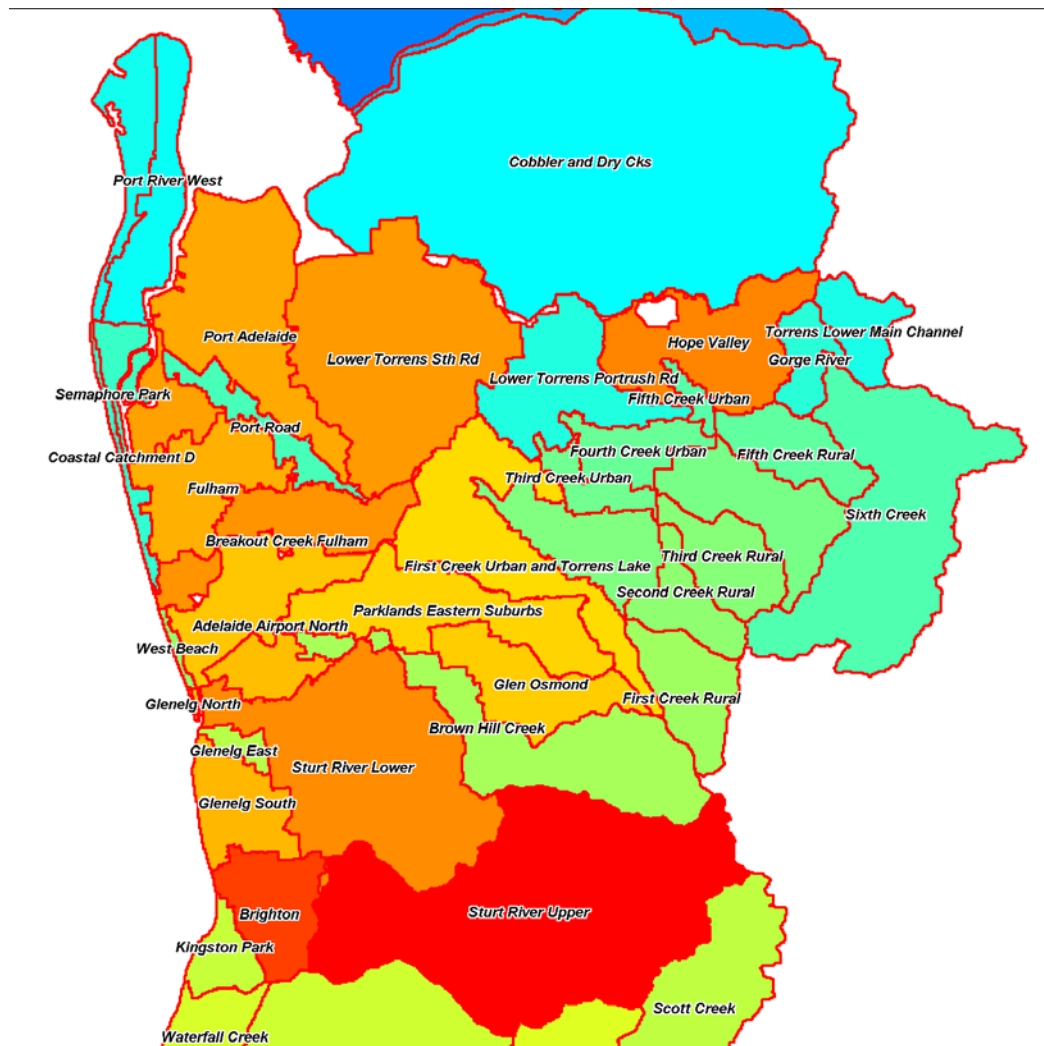 Cobbler and Dry Cks
Port River West
Port Adelaide
Torrens Lower Main Channel
Hope Valley
Lower Torrens Sth Rd
Gorge River
Lower Torrens Portrush Rd
Semaphore Park
Fifth Creek Urban
Port Road
Fourth Creek Urban
Fifth Creek Rural
Coastal Catchment D
Third Creek Urban
Fulham
Sixth Creek
Breakout Creek Fulham
Third Creek Rural
First Creek Urban and Torrens Lake
Second Creek Rural
Parklands Eastern Suburbs
Adelaide Airport North
West Beach
Glen Osmond
First Creek Rural
Glenelg North
Brown Hill Creek
Glenelg East
Sturt River Lower
Glenelg South
Brighton
Sturt River Upper
Kingston Park
Scott Creek
Waterfall Creek